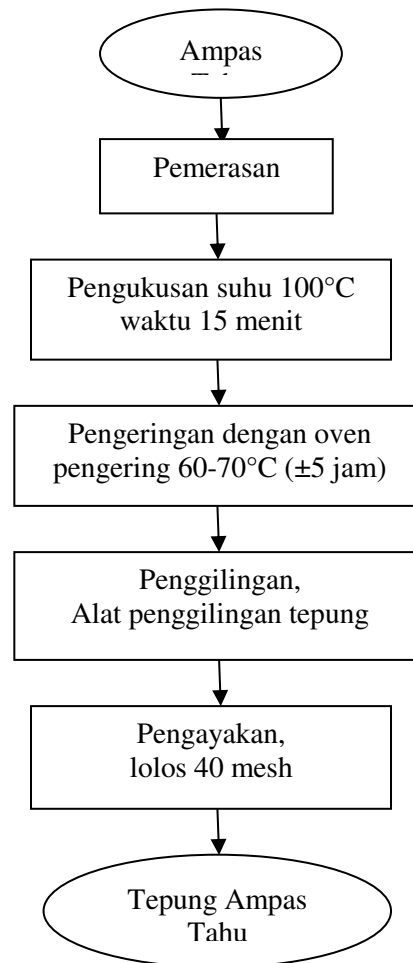 Ampas
Pemerasan
Pengukusan suhu 100°C
waktu 15 menit
Pengeringan dengan oven
pengering 60-70°C (±5 jam)
Penggilingan,
Alat penggilingan tepung
Pengayakan,
lolos 40 mesh
Tepung Ampas
Tahu